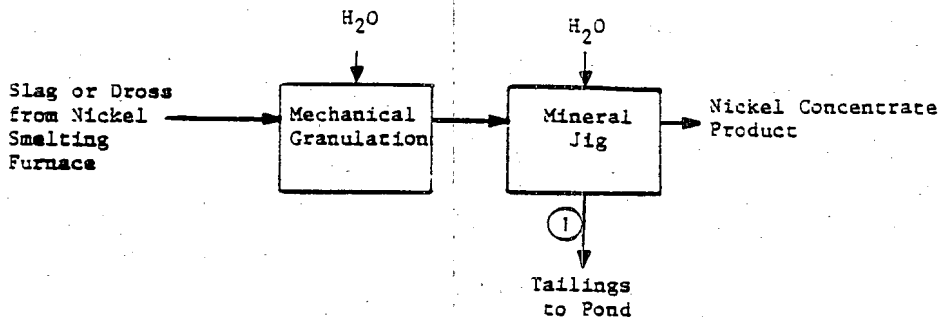 H₂O
H₂O
Slag or Dross
from Nickel
Smelting
Furnace
Mechanical
Granulation
Mineral
Jig
Nickel Concentrate
Product
1
Tailings
to Pond